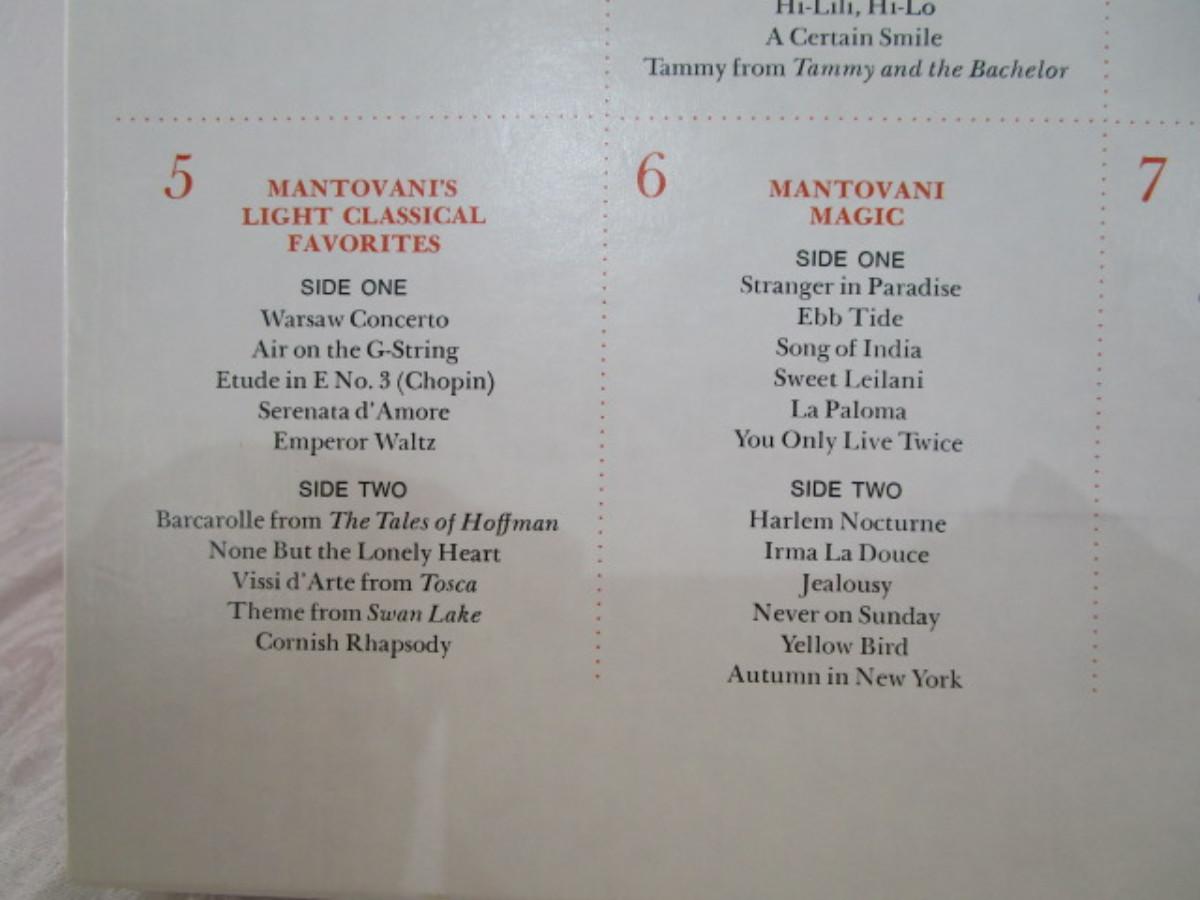 Hi-Lili, Hi-Lo
A Certain Smile
Tammy from Tammy and the Bachelor
5
MANTOVANI'S
LIGHT CLASSICAL
FAVORITES
SIDE ONE
Warsaw Concerto
Air on the G-String
Etude in E No. 3 (Chopin)
Serenata d'Amore
Emperor Waltz
SIDE TWO
Barcarolle from The Tales of Hoffman
None But the Lonely Heart
Vissi d'Arte from Tosca
Theme from Swan Lake
Cornish Rhapsody
6
MANTOVANI
MAGIC
SIDE ONE
Stranger in Paradise
Ebb Tide
Song of India
Sweet Leilani
La Paloma
You Only Live Twice
SIDE TWO
Harlem Nocturne
Irma La Douce
Jealousy
Never on Sunday
Yellow Bird
Autumn in New York
7